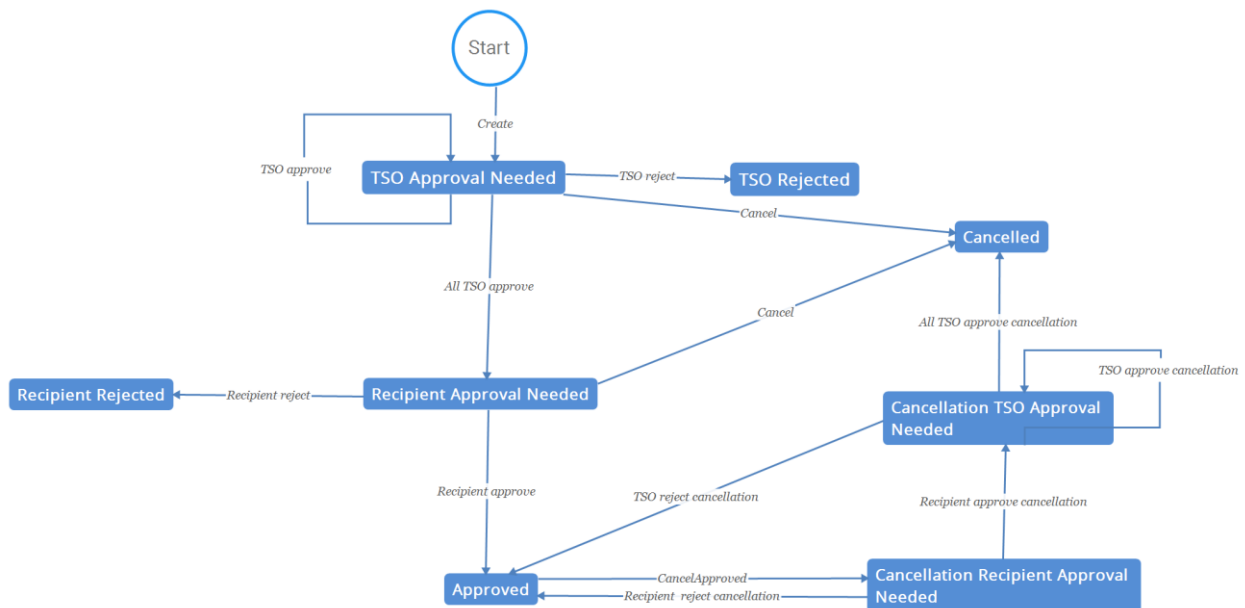 Start
Create
TSO approve
TSO Approval Needed
TSO reject
TSO Rejected
Cancel
Cancelled
All TSO approve
Cancel
All TSO approve cancellation
TSO approve cancellation
Recipient Rejected
Recipient reject
Recipient Approval Needed
Cancellation TSO Approval
Needed
Recipient approve
TSO reject cancellation
Recipient approve cancellation
Approved
CancelApproved
Recipient reject cancellation
Cancellation Recipient Approval
Needed